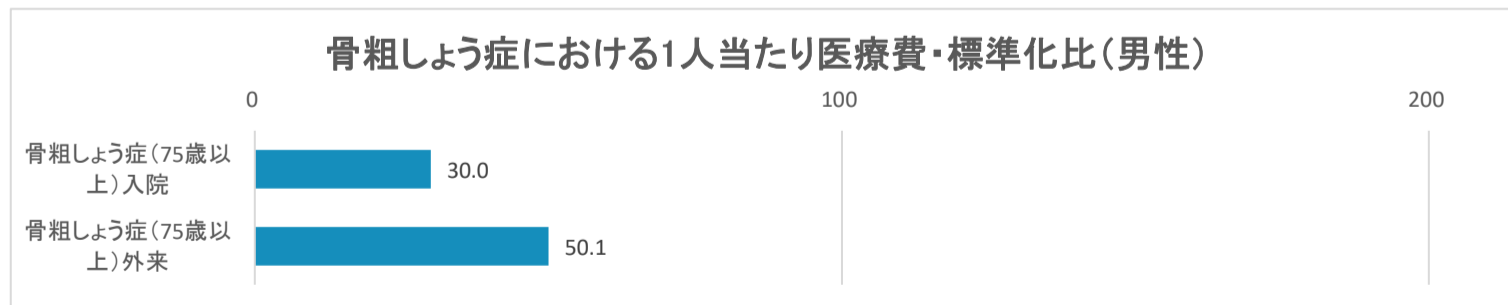 骨粗しょう症における1人当たり医療費・標準化比(男性)
0 100 200
骨粗しょう症(75歳以
上)入院
30.0
骨粗しょう症(75歳以
上)外来
50.1